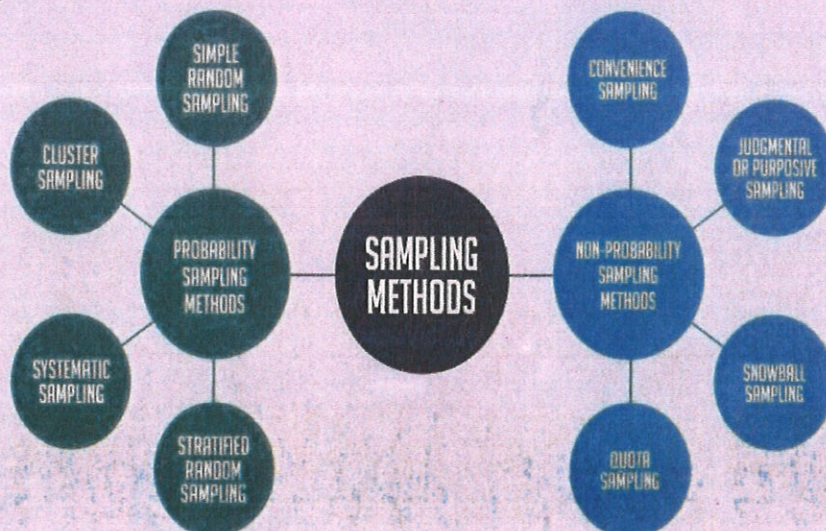 SIMPLE
RANDOM
SAMPLING
CLUSTER
SAMPLING
PROBABILITY
SAMPLING
METHODS
SYSTEMATIC
SAMPLING
STRATIFIED
RANDOM
SAMPLING
SAMPLING
METHODS
CONVENIENCE
SAMPLING
JUDGMENTAL
OR PURPOSIVE
SAMPLING
NON-PROBABILITY
SAMPLING
METHODS
SNOWBALL
SAMPLING
QUOTA
SAMPLING